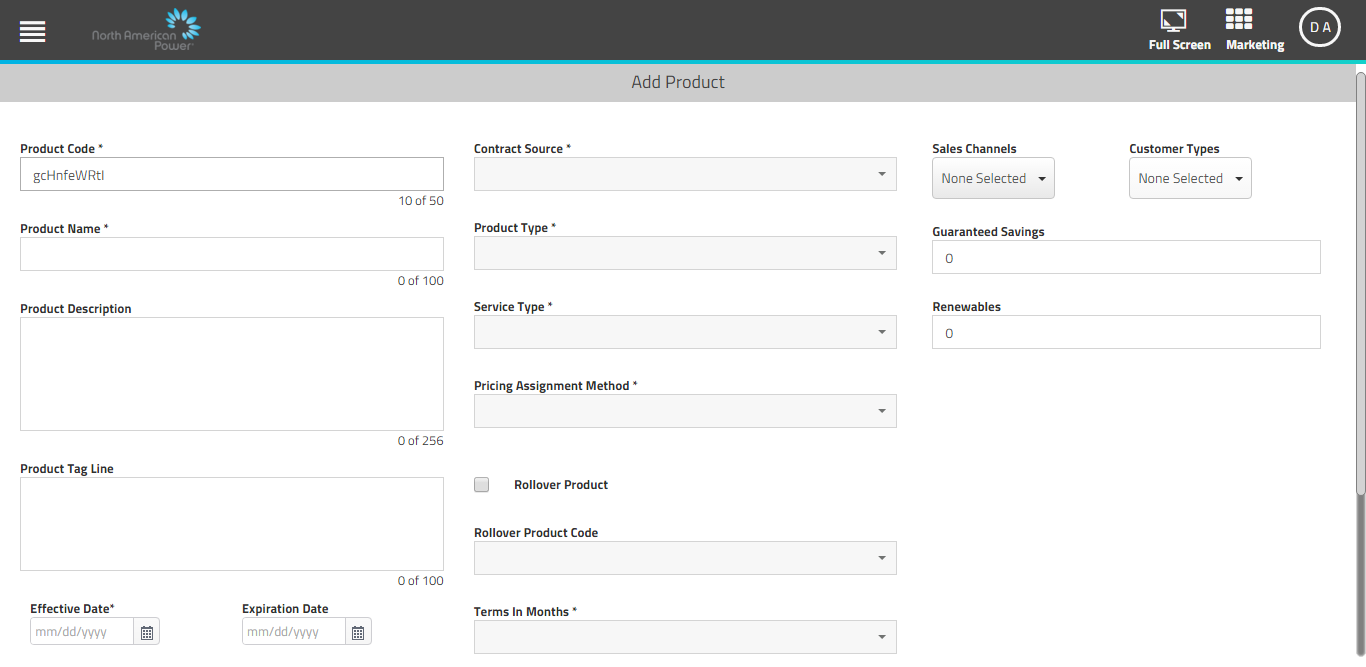 North American
Power
Full Screen
Marketing
D A
Add Product
Product Code *
gcHnfeWRtI
10 of 50
Product Name *
0 of 100
Product Description
0 of 256
Product Tag Line
0 of 100
Effective Date*
mm/dd/yyyy
Expiration Date
mm/dd/yyyy
Contract Source *
Product Type *
Service Type *
Pricing Assignment Method *
Rollover Product
Rollover Product Code
Terms In Months *
Sales Channels
None Selected
Customer Types
None Selected
Guaranteed Savings
0
Renewables
0